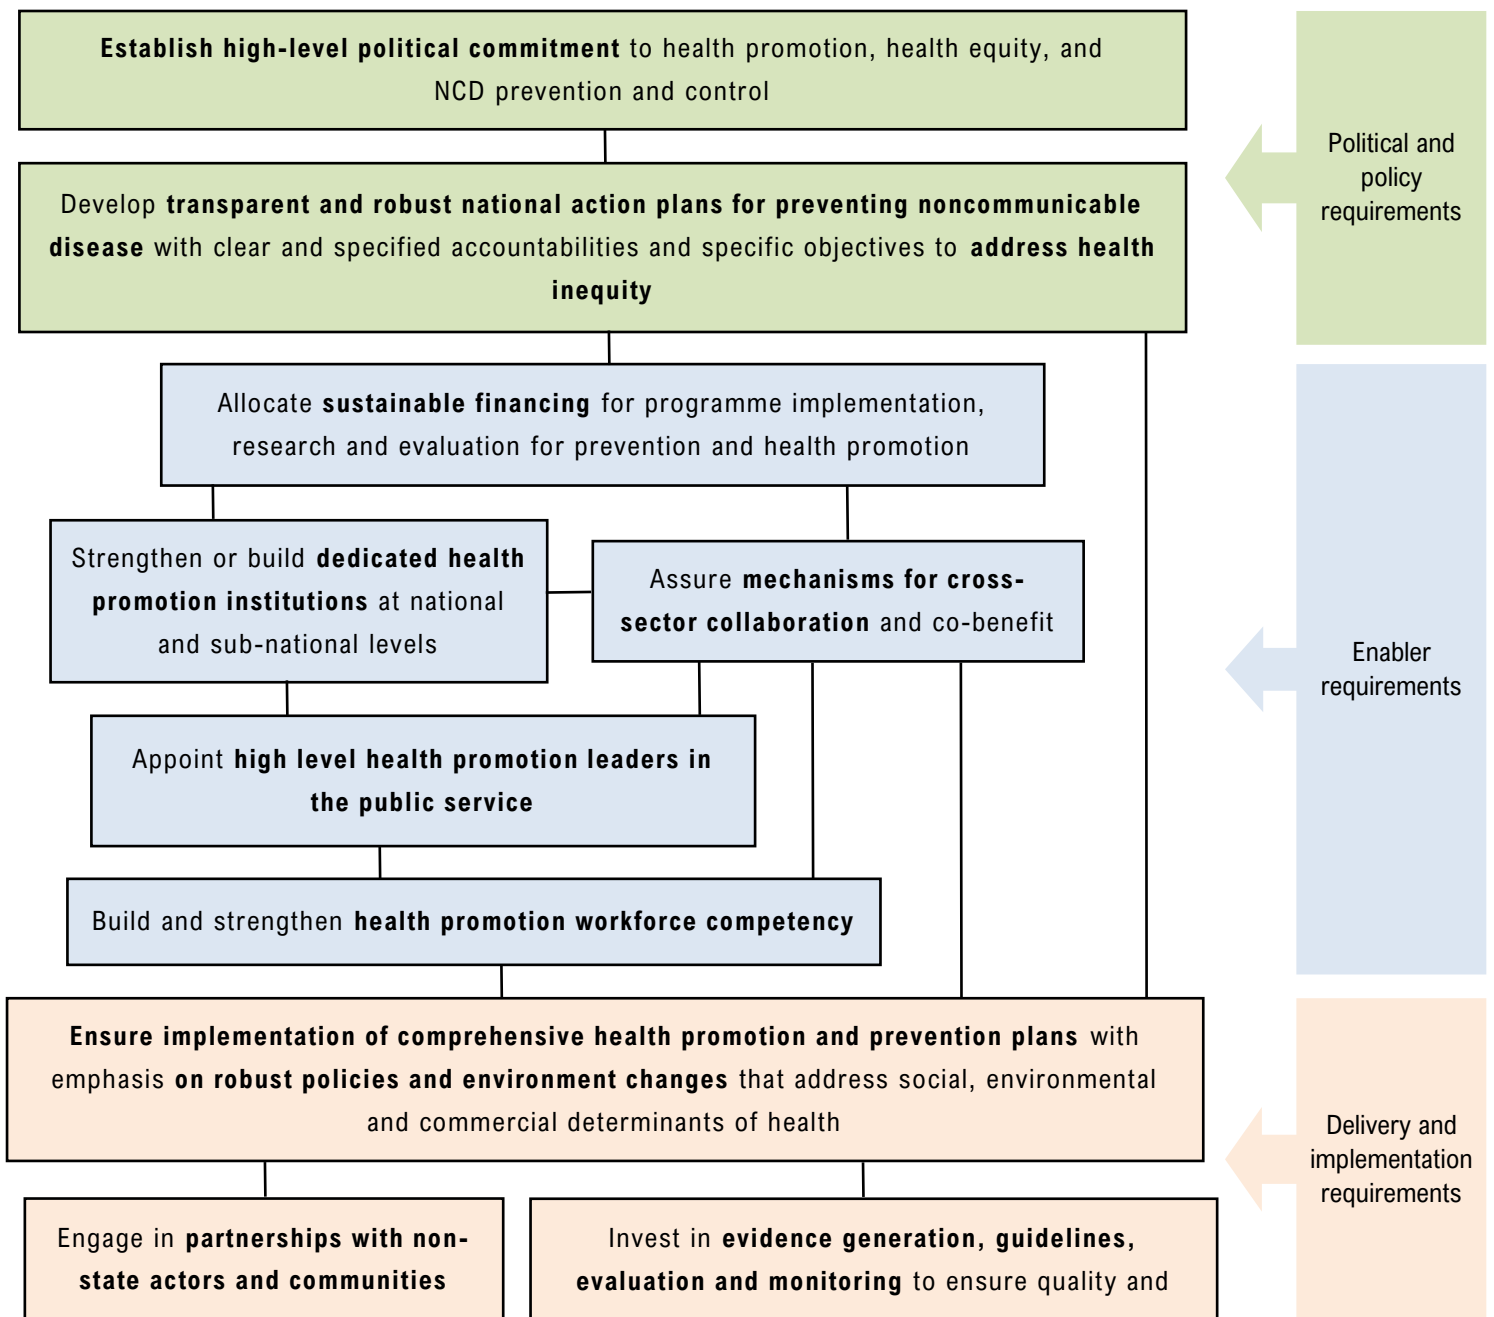 Establish high-level political commitment to health promotion, health equity, and
NCD prevention and control
Political and
policy
requirements
Develop transparent and robust national action plans for preventing noncommunicable
disease with clear and specified accountabilities and specific objectives to address health
inequity
Allocate sustainable financing for programme implementation,
research and evaluation for prevention and health promotion
Strengthen or build dedicated health
promotion institutions at national
and sub-national levels
Assure mechanisms for cross-
sector collaboration and co-benefit
Enabler
requirements
Appoint high level health promotion leaders in
the public service
Build and strengthen health promotion workforce competency
Ensure implementation of comprehensive health promotion and prevention plans with
emphasis on robust policies and environment changes that address social, environmental
and commercial determinants of health
Delivery and
implementation
requirements
Engage in partnerships with non-
state actors and communities
Invest in evidence generation, guidelines,
evaluation and monitoring to ensure quality and